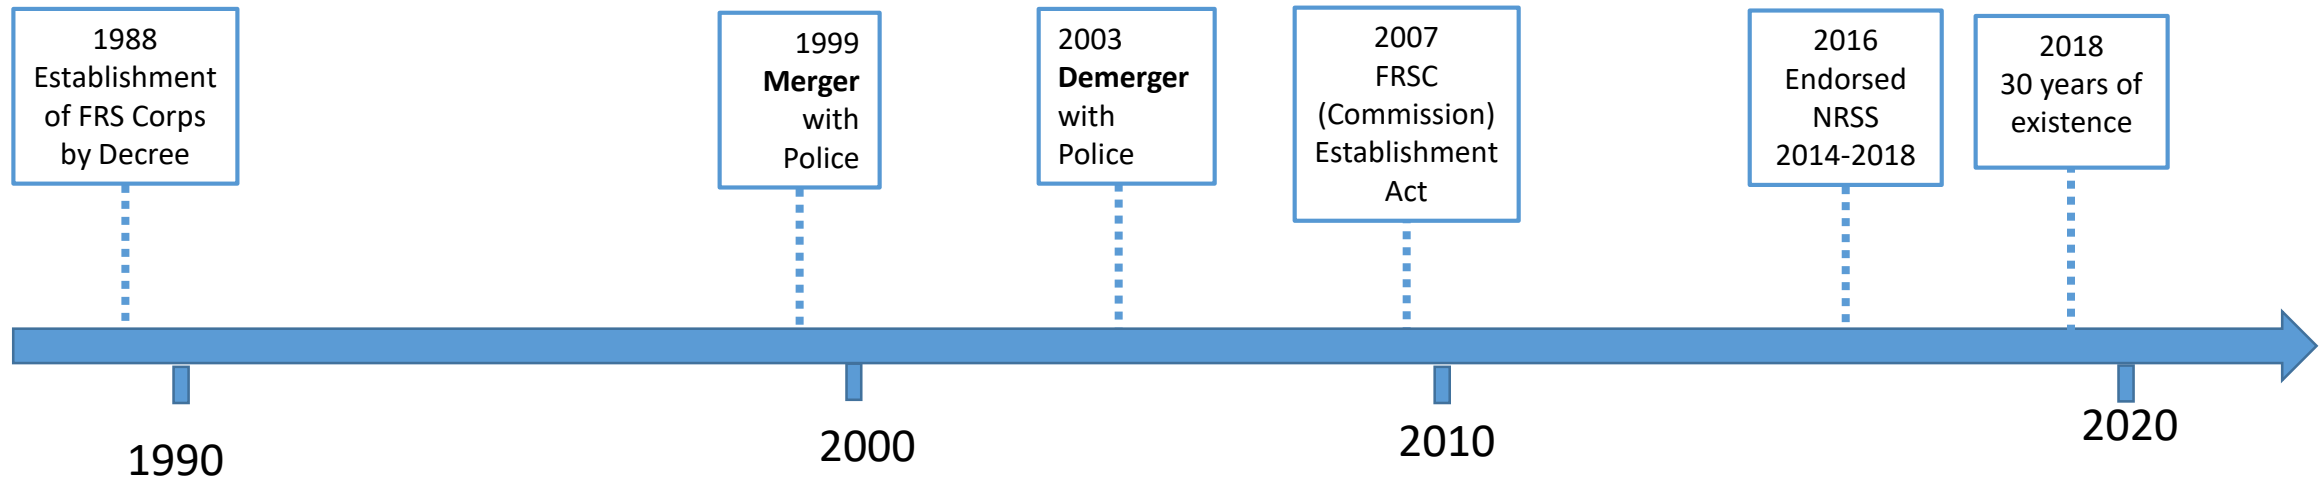 1988
Establishment
of FRS Corps
by Decree
1999
Merger
with
Police
2003
Demerger
with
Police
2007
FRSC
(Commission)
Establishment
Act
2016
Endorsed
NRSS
2014-2018
2018
30 years of
existence
1990
2000
2010
2020